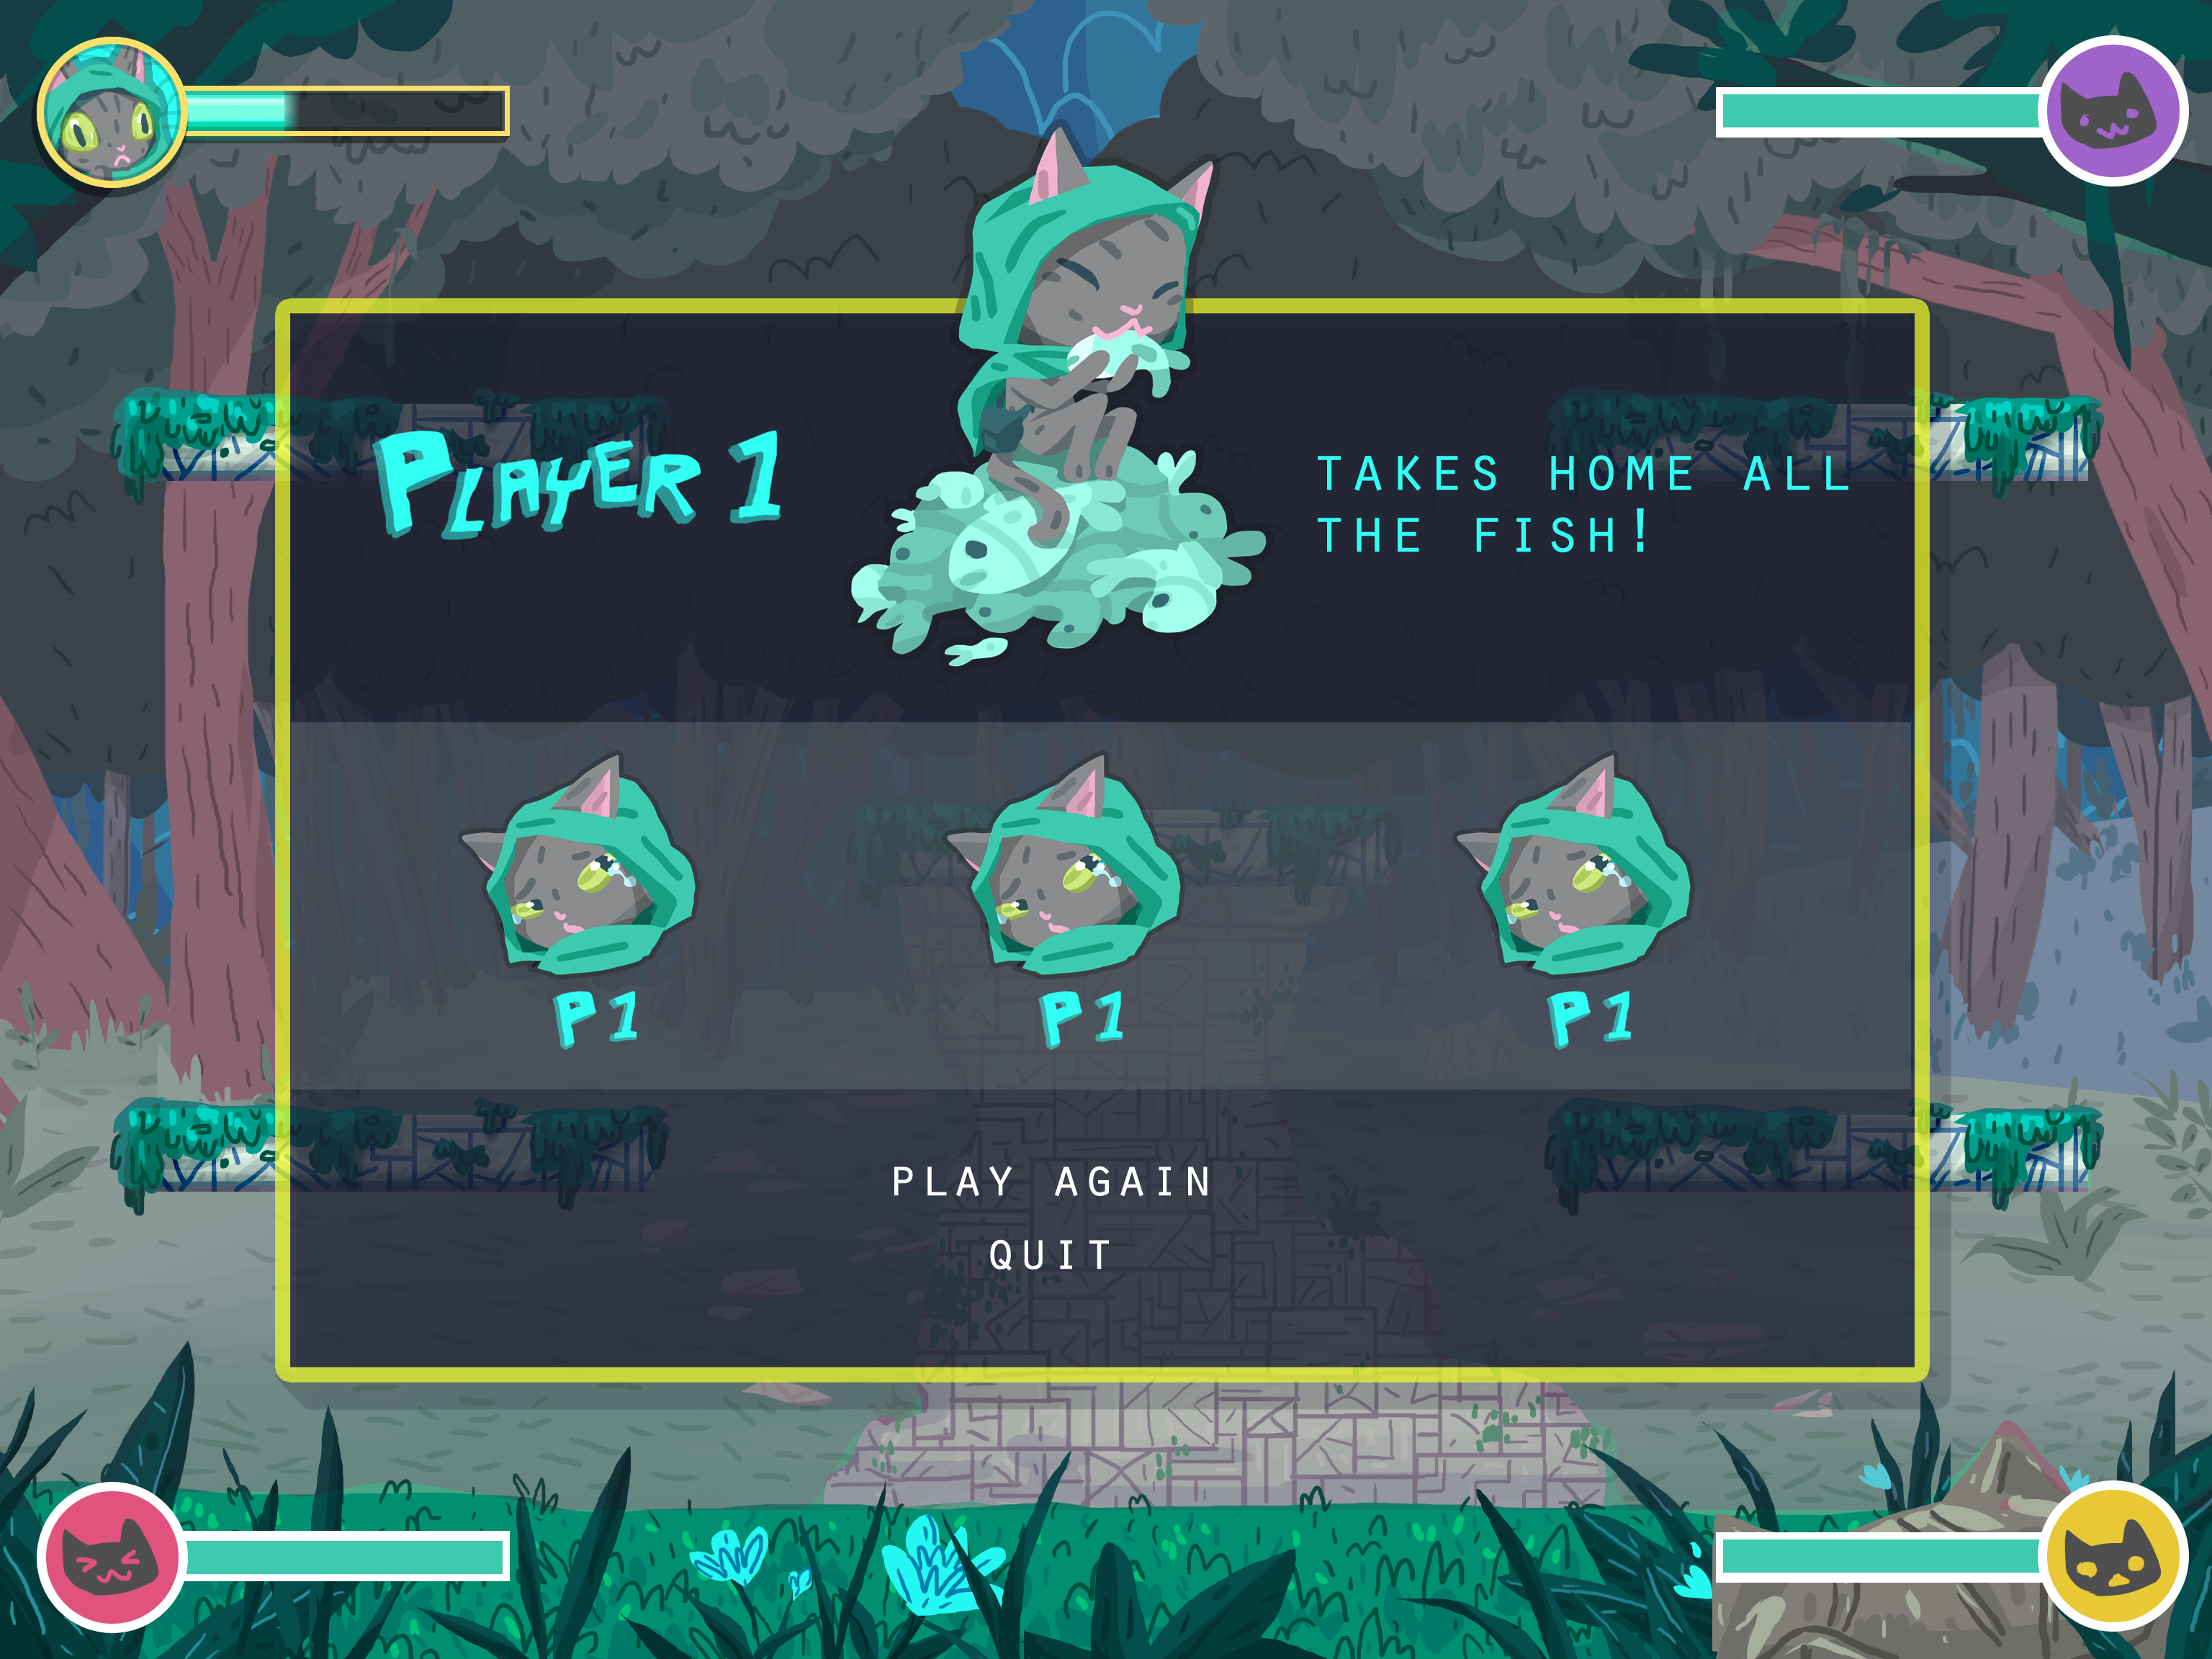 PLAYER 1
TAKES HOME ALL
THE FISH!
P1
P1
P1
PLAY AGAIN
QUIT